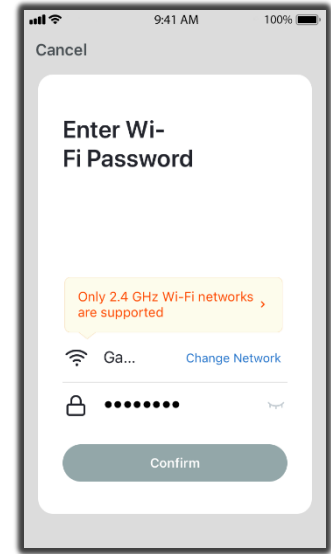 9:41 AM
100%
Cancel
Enter Wi-
Fi Password
Only 2.4 GHz Wi-Fi networks
are supported
Ga...
Change Network
Confirm